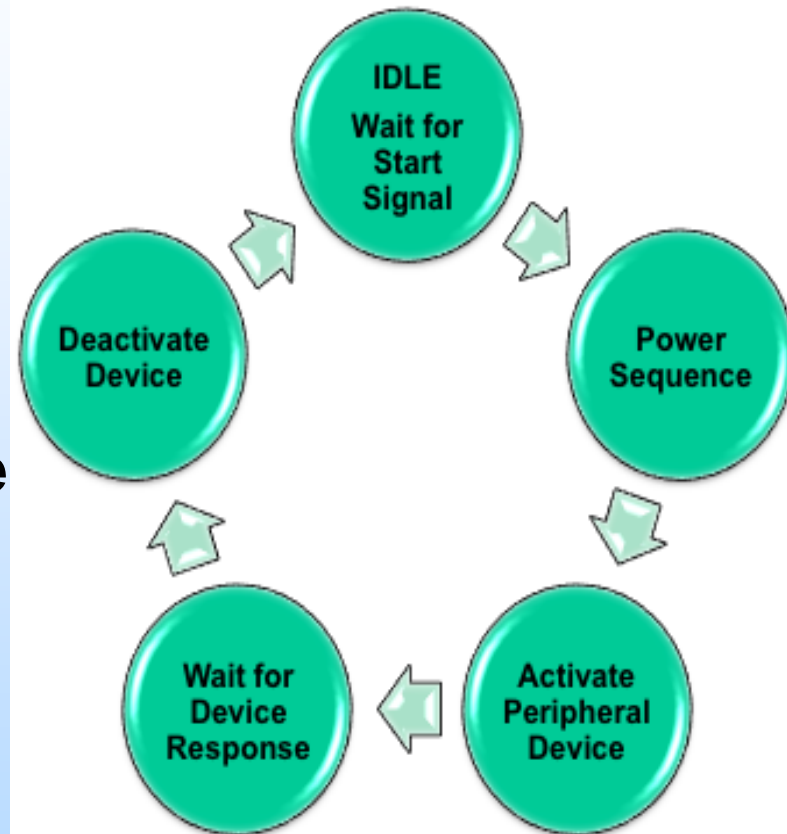 IDLE
Wait for
Start
Signal
Power
Sequence
Activate
Peripheral
Device
Wait for
Device
Response
Deactivate
Device
e